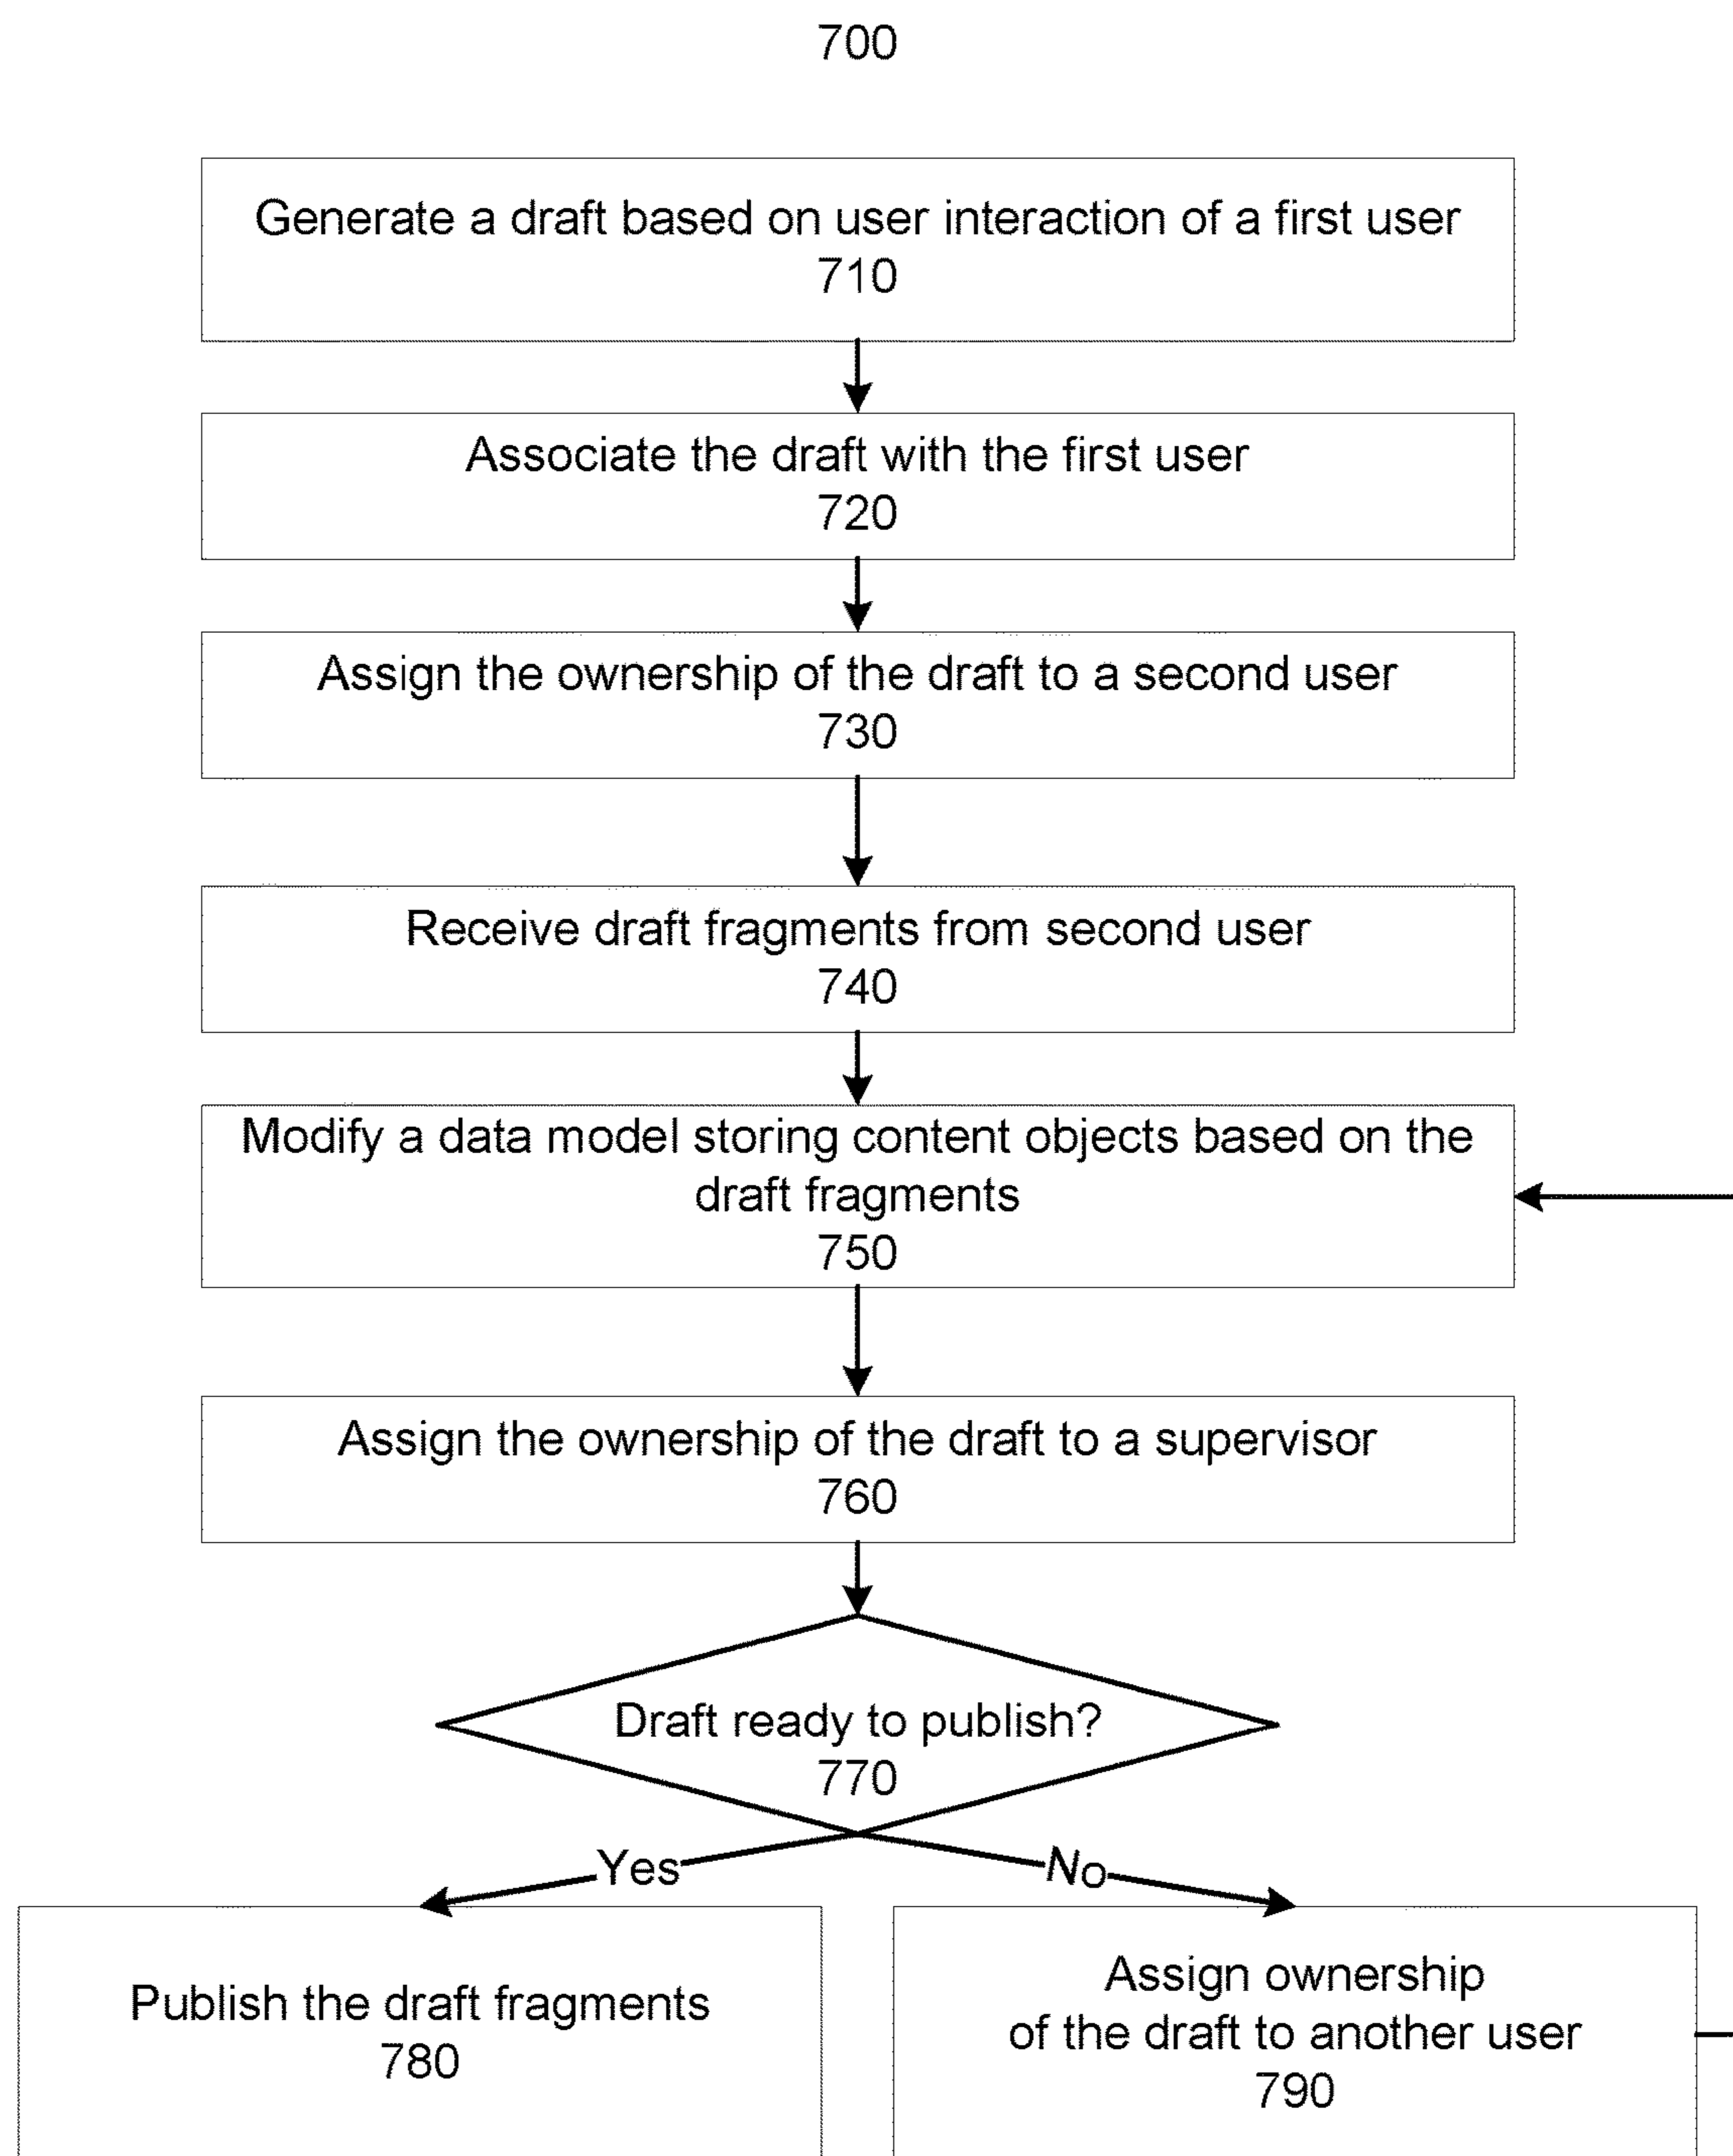 700
Generate a draft based on user interaction of a first user
710
Associate the draft with the first user
720
Assign the ownership of the draft to a second user
730
Receive draft fragments from second user
740
Modify a data model storing content objects based on the
draft fragments
750
Assign the ownership of the draft to a supervisor
760
Draft ready to publish?
770
Yes
No
Publish the draft fragments
780
Assign ownership
of the draft to another user
790